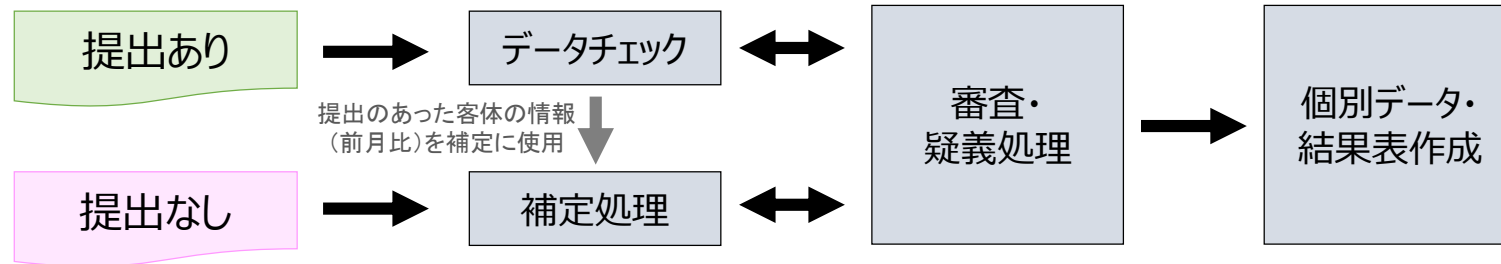 提出あり
データチェック
提出のあった客体の情報
（前月比）を補定に使用
提出なし
補定処理
審査・
疑義処理
個別データ・
結果表作成